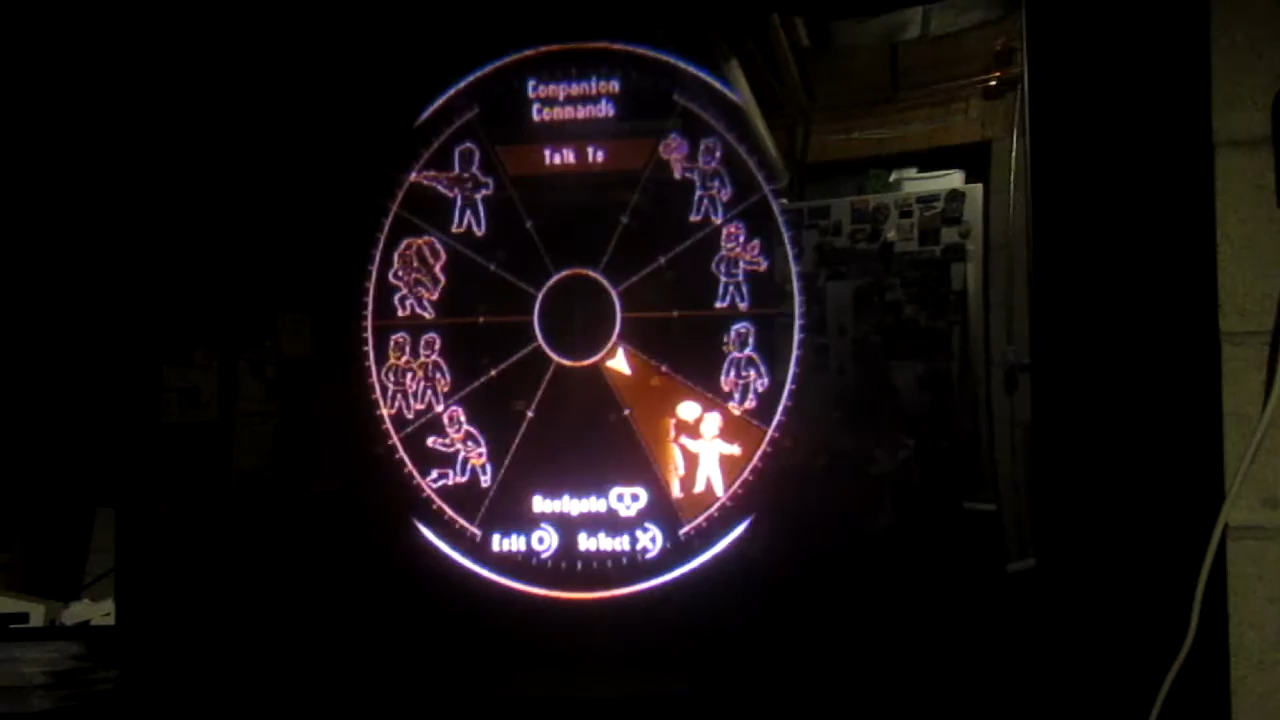 Companion
Commands
Talk To
Navigate
Exit O) Select X)